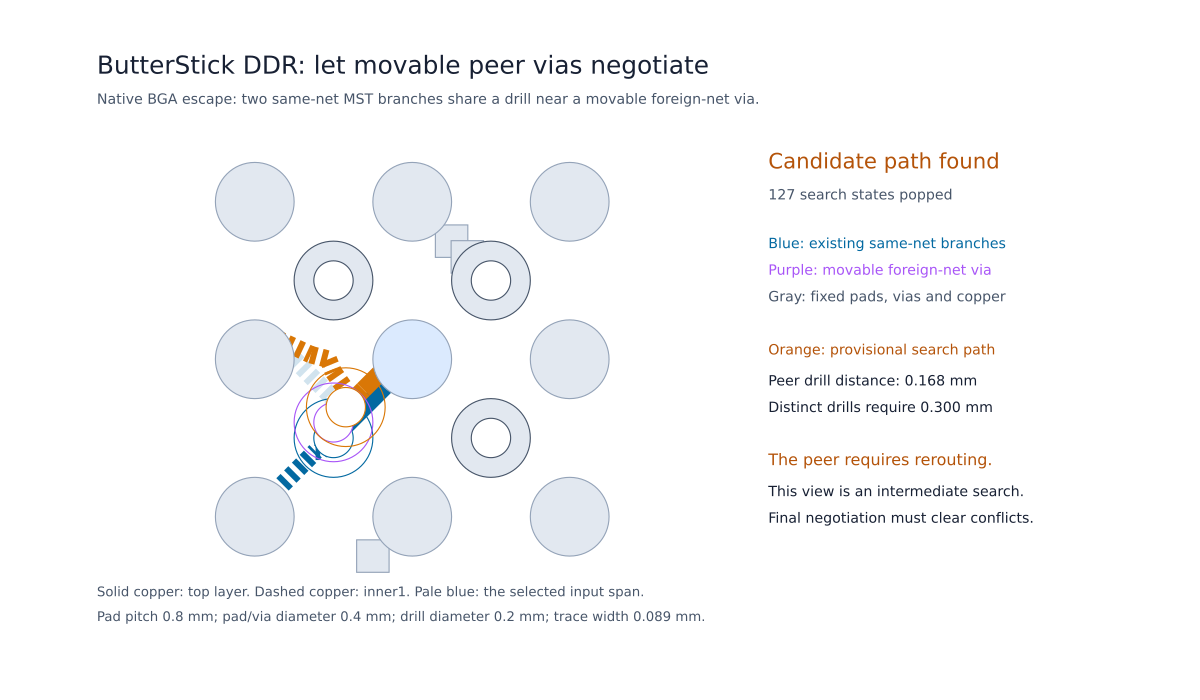 ButterStick DDR: let movable peer vias negotiate
Native BGA escape: two same-net MST branches share a drill near a movable foreign-net via.
Candidate path found
127 search states popped
Blue: existing same-net branches
Purple: movable foreign-net via
Gray: fixed pads, vias and copper
Orange: provisional search path
Peer drill distance: 0.168 mm
Distinct drills require 0.300 mm
The peer requires rerouting.
This view is an intermediate search.
Final negotiation must clear conflicts.
Solid copper: top layer. Dashed copper: inner1. Pale blue: the selected input span.
Pad pitch 0.8 mm; pad/via diameter 0.4 mm; drill diameter 0.2 mm; trace width 0.089 mm.